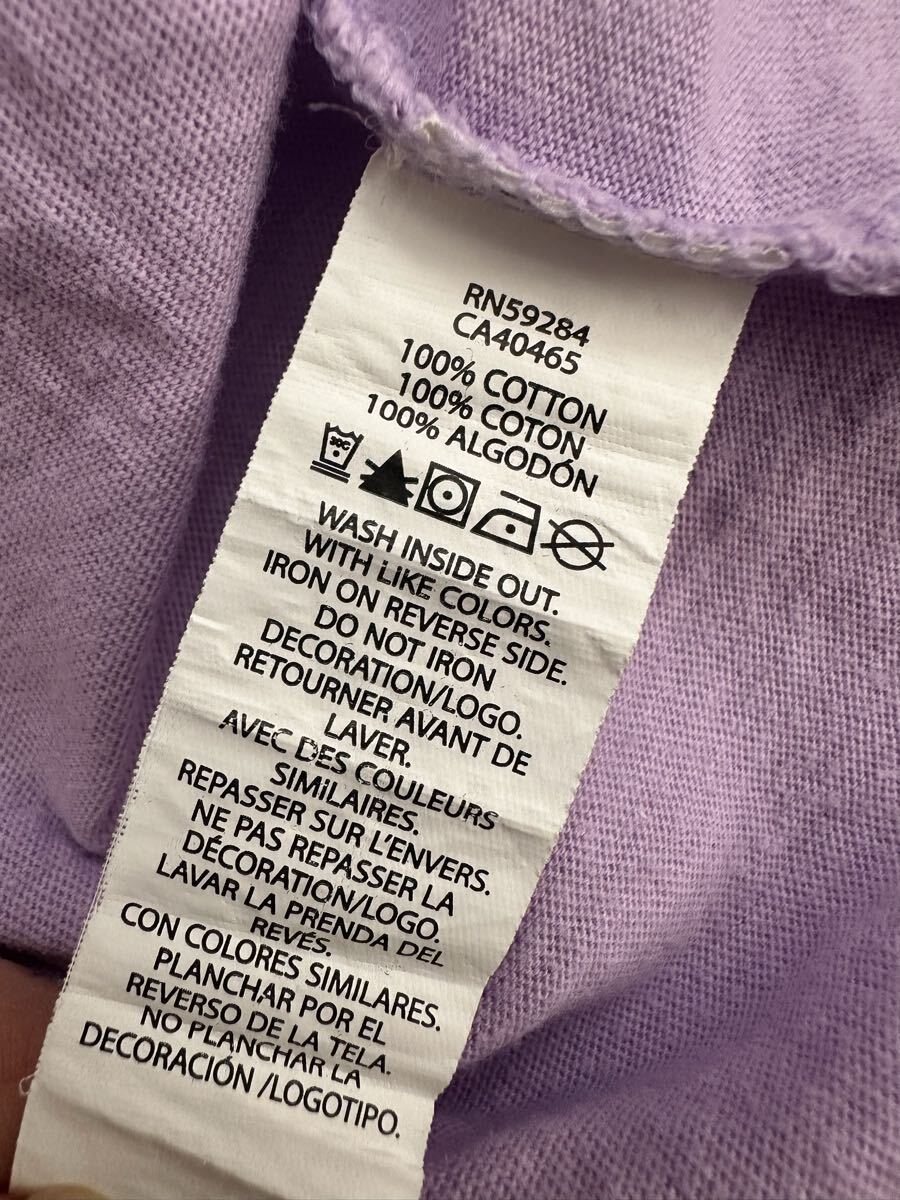 RN59284
CA40465
100% COTTON
100% COTON
100% ALGODÓN
30C
WASH INSIDE OUT.
WITH LIKE COLORS.
IRON ON REVERSE SIDE.
DO NOT IRON
DECORATION/LOGO.
RETOURNER AVANT DE
LAVER.
AVEC DES COULEURS
SIMILAIRES.
REPASSER SUR L'ENVERS.
NE PAS REPASSER LA
DÉCORATION/LOGO.
LAVAR LA PRENDA DEL
REVÉS.
CON COLORES SIMILARES.
PLANCHAR POR EL
REVERSO DE LA TELA.
NO PLANCHAR LA
DECORACIÓN /LOGOTIPO.